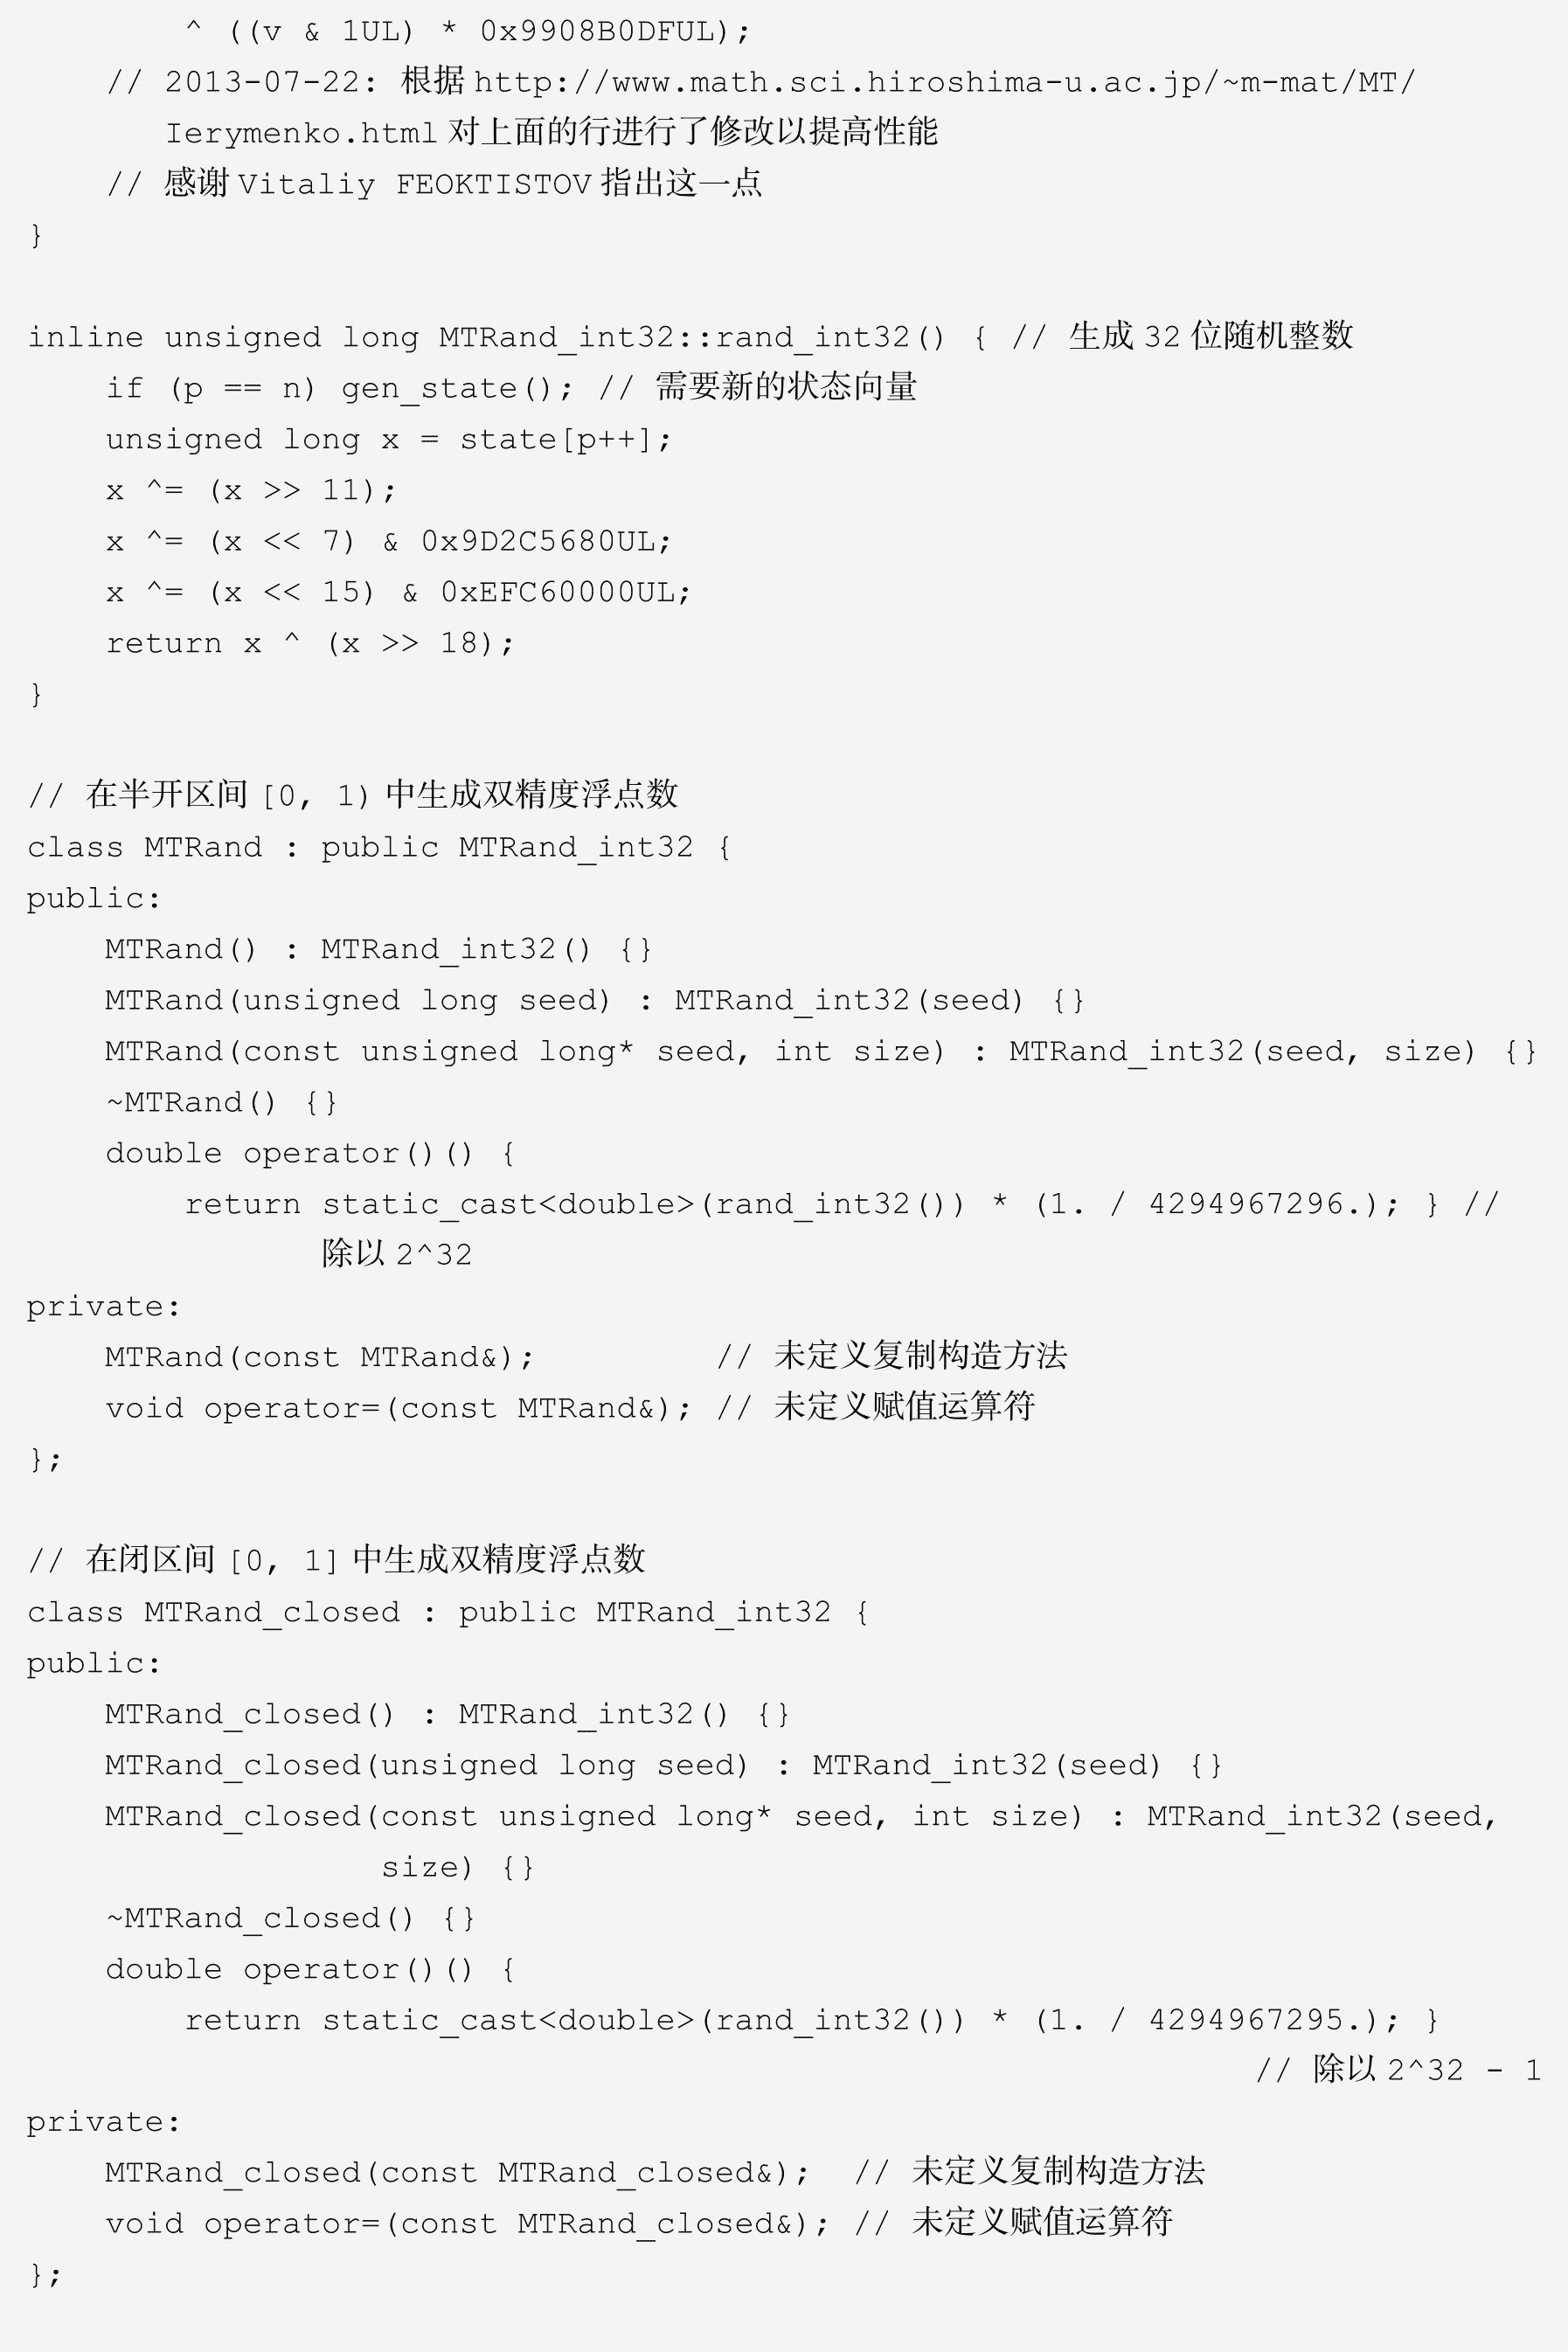 ^ ((v & 1UL) * 0x9908B0DFUL);
    // 2013-07-22: 根据 http://www.math.sci.hiroshima-u.ac.jp/~m-mat/MT/
       Ierymenko.html 对上面的行进行了修改以提高性能
    // 感谢 Vitaliy FEOKTISTOV 指出这一点
}

inline unsigned long MTRand_int32::rand_int32() { // 生成 32 位随机整数
    if (p == n) gen_state(); // 需要新的状态向量
    unsigned long x = state[p++];
    x ^= (x >> 11);
    x ^= (x << 7) & 0x9D2C5680UL;
    x ^= (x << 15) & 0xEFC60000UL;
    return x ^ (x >> 18);
}

// 在半开区间 [0, 1) 中生成双精度浮点数
class MTRand : public MTRand_int32 {
public:
    MTRand() : MTRand_int32() {}
    MTRand(unsigned long seed) : MTRand_int32(seed) {}
    MTRand(const unsigned long* seed, int size) : MTRand_int32(seed, size) {}
    ~MTRand() {}
    double operator()() {
        return static_cast<double>(rand_int32()) * (1. / 4294967296.); } //
               除以 2^32
private:
    MTRand(const MTRand&);         // 未定义复制构造方法
    void operator=(const MTRand&); // 未定义赋值运算符
};

// 在闭区间 [0, 1] 中生成双精度浮点数
class MTRand_closed : public MTRand_int32 {
public:
    MTRand_closed() : MTRand_int32() {}
    MTRand_closed(unsigned long seed) : MTRand_int32(seed) {}
    MTRand_closed(const unsigned long* seed, int size) : MTRand_int32(seed,
                  size) {}
    ~MTRand_closed() {}
    double operator()() {
        return static_cast<double>(rand_int32()) * (1. / 4294967295.); }
                                                              // 除以 2^32 - 1
private:
    MTRand_closed(const MTRand_closed&);  // 未定义复制构造方法
    void operator=(const MTRand_closed&); // 未定义赋值运算符
};